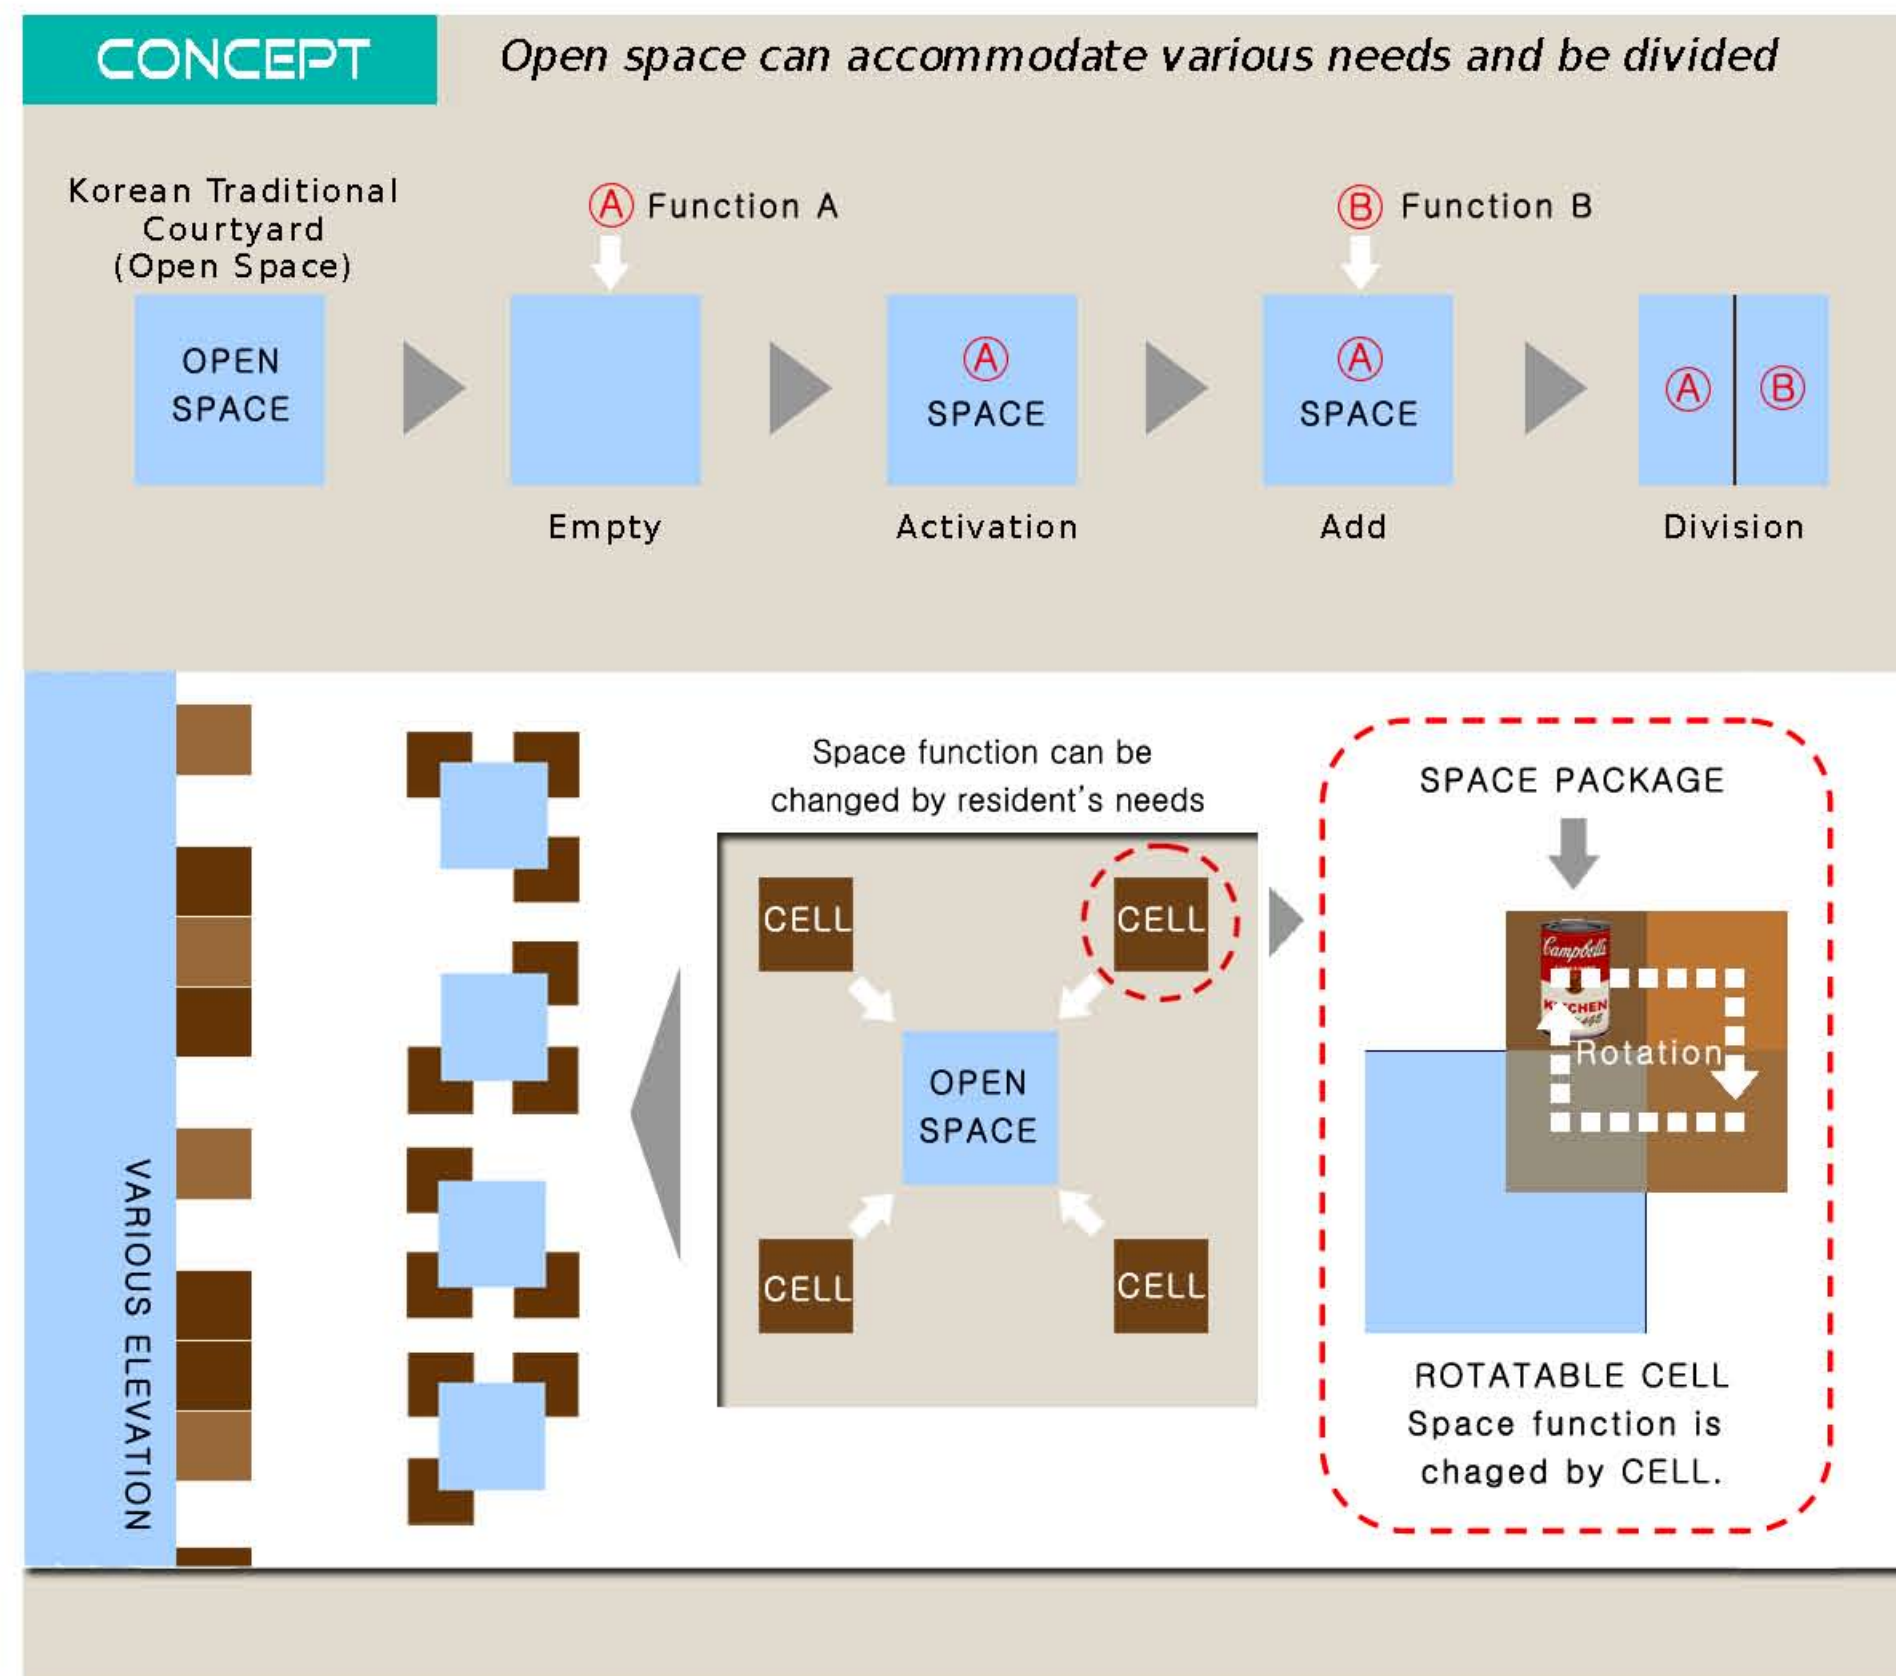 CONCEPT
Open space can accommodate various needs and be divided
Korean Traditional
Courtyard
(Open Space)
OPEN
SPACE
Ⓐ Function A
Empty
Ⓐ
SPACE
Activation
Ⓑ Function B
Ⓐ
SPACE
Add
Ⓐ Ⓑ
Division
VARIOUS ELEVATION
Space function can be
changed by resident's needs
CELL
CELL
OPEN
SPACE
CELL
CELL
SPACE PACKAGE
Campbell's
KITCHEN
Rotation
ROTATABLE CELL
Space function is
chaged by CELL.